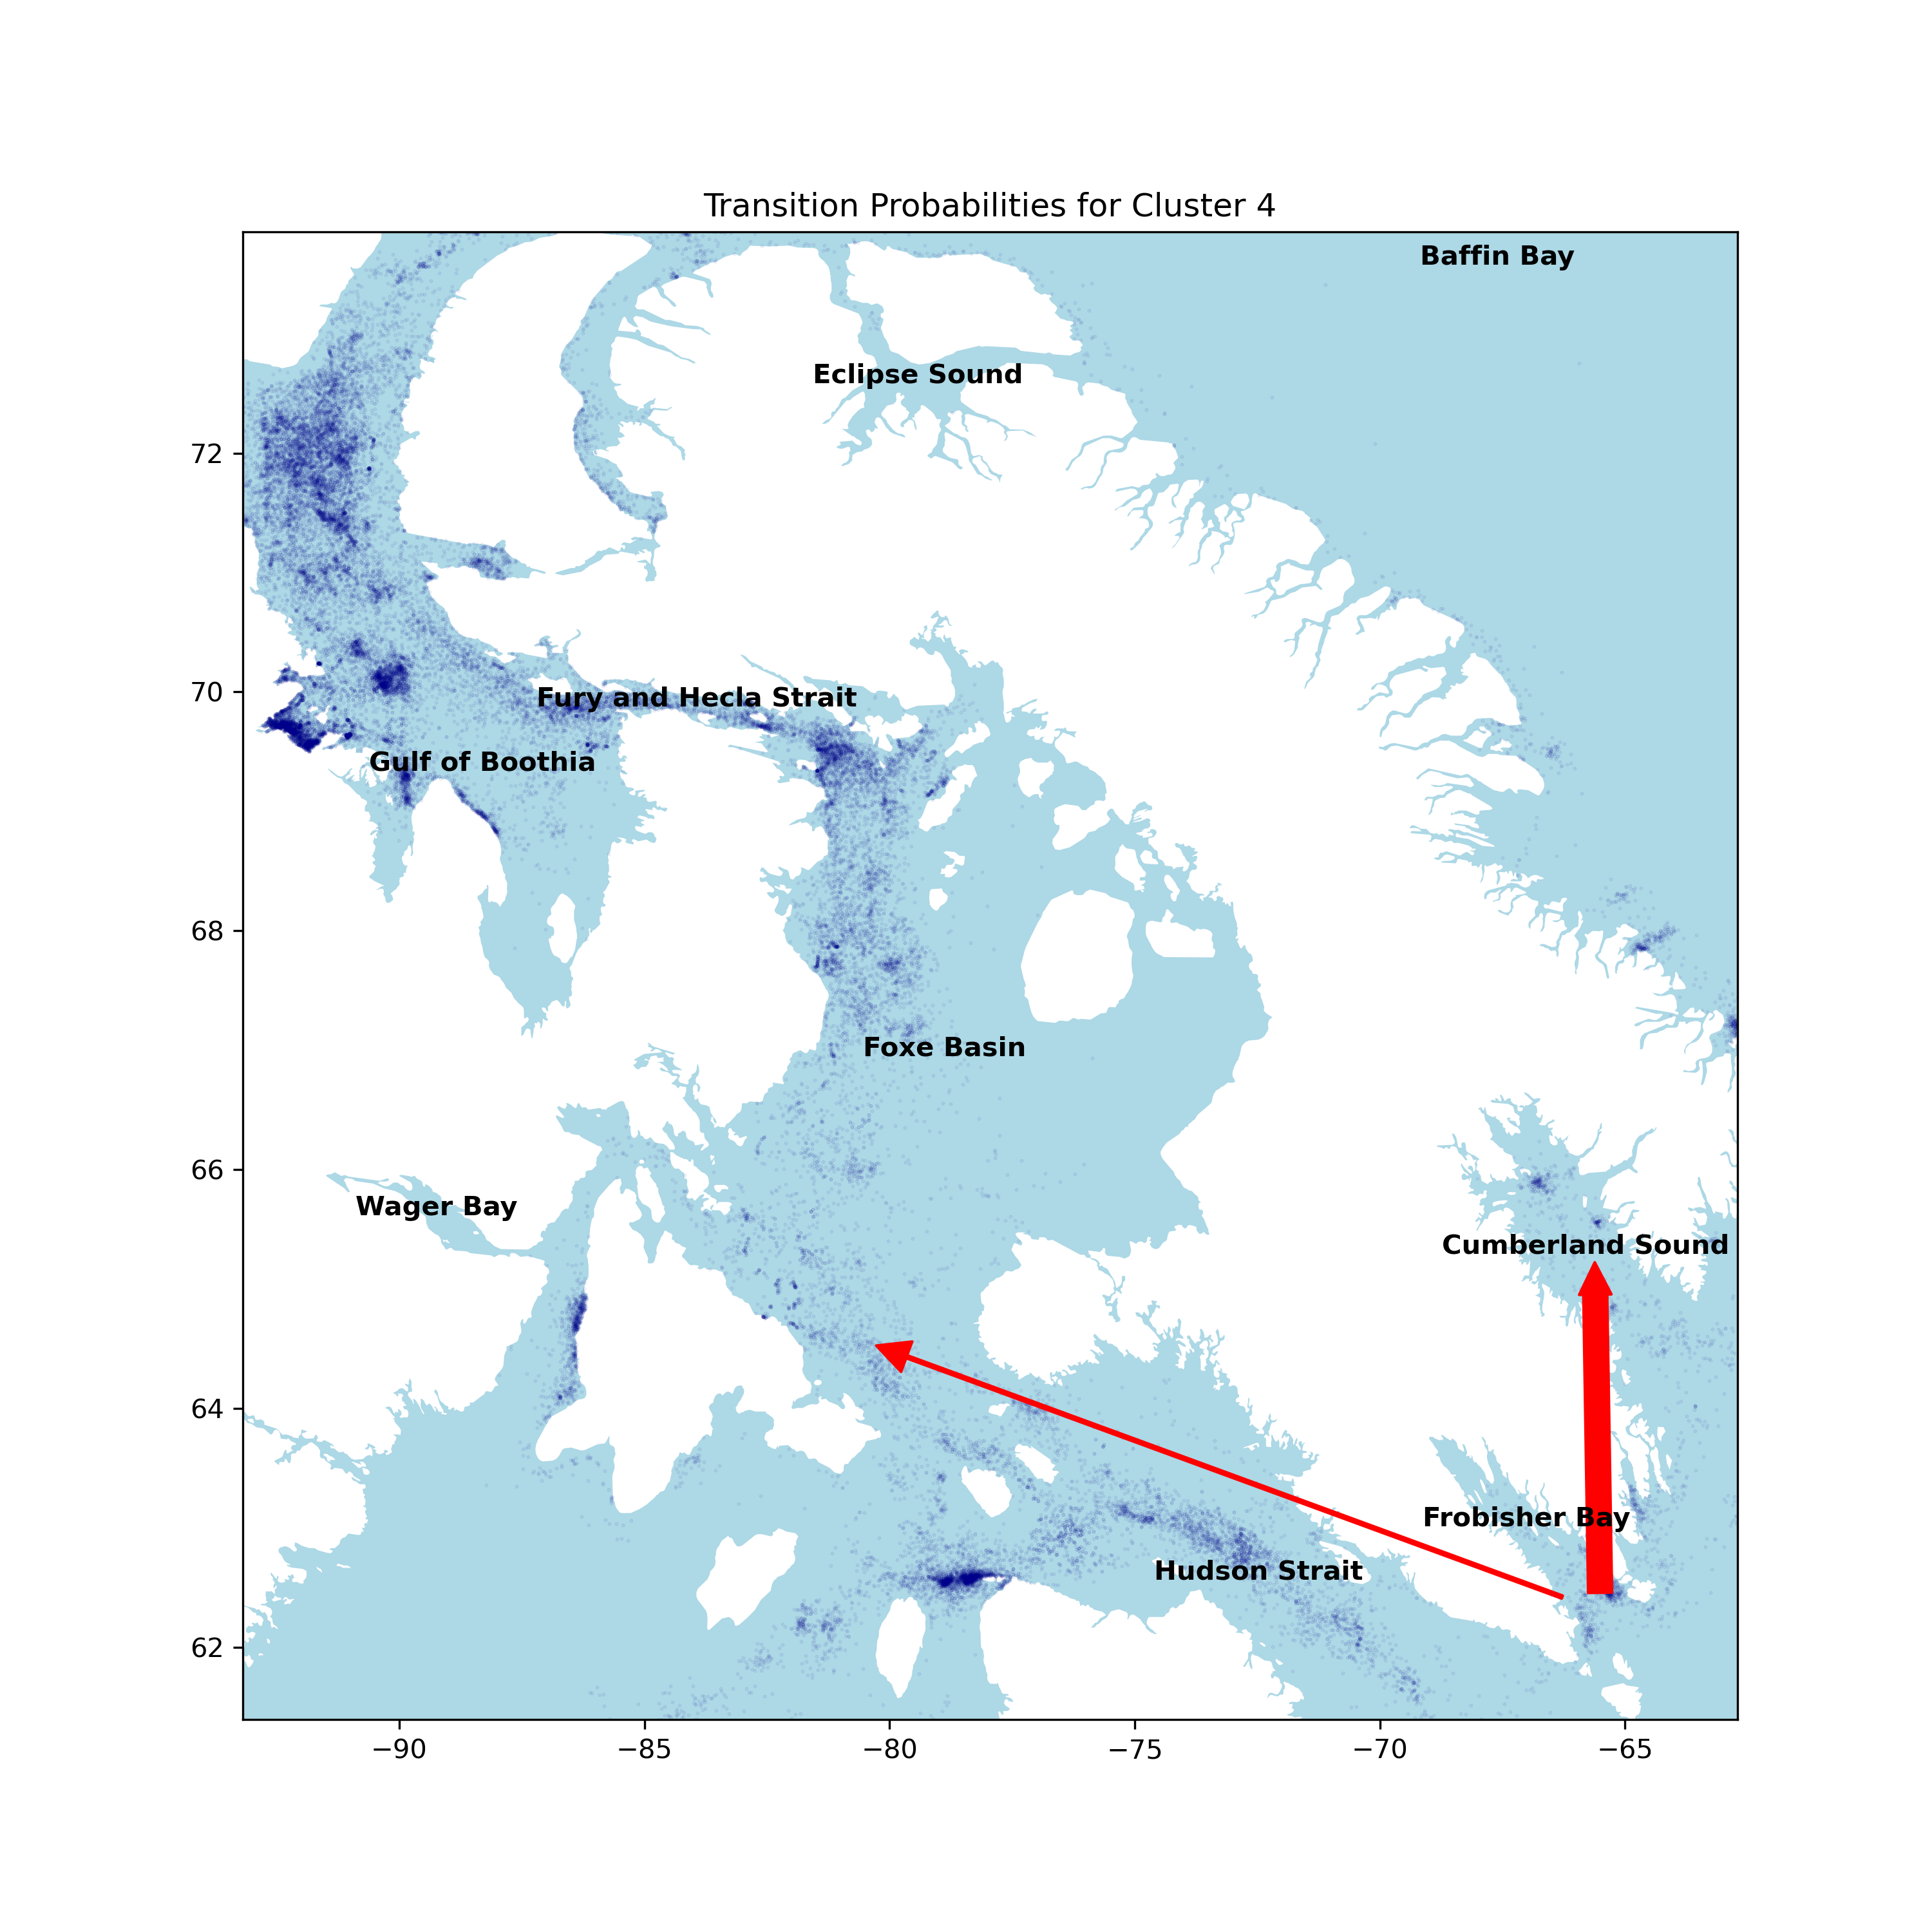 Transition Probabilities for Cluster 4
Baffin Bay
Eclipse Sound
72
70
Fury and Hecla Strait
Gulf of Boothia
68
Foxe Basin
66
Wager Bay
Cumberland Sound
64
Frobisher Bay
Hudson Strait
62
−90 −85 −80 −75 −70 −65